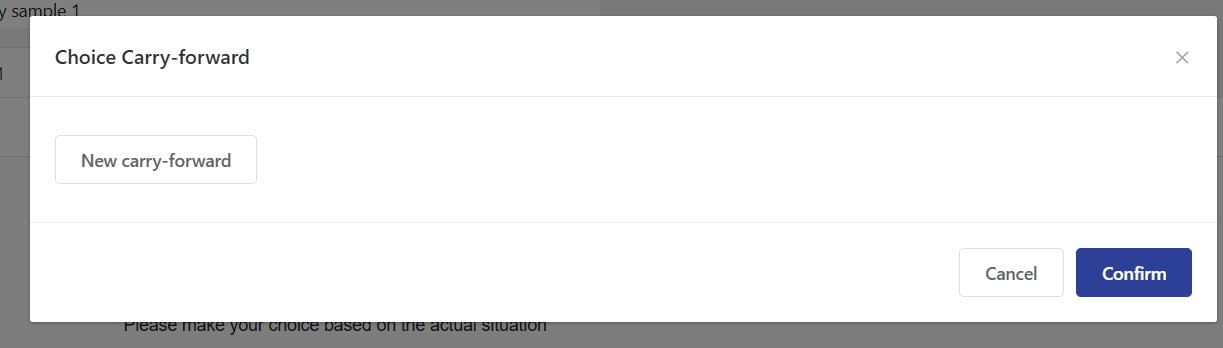 y sample 1
Choice Carry-forward
New carry-forward
Cancel
Confirm
Please make your choice based on the actual situation